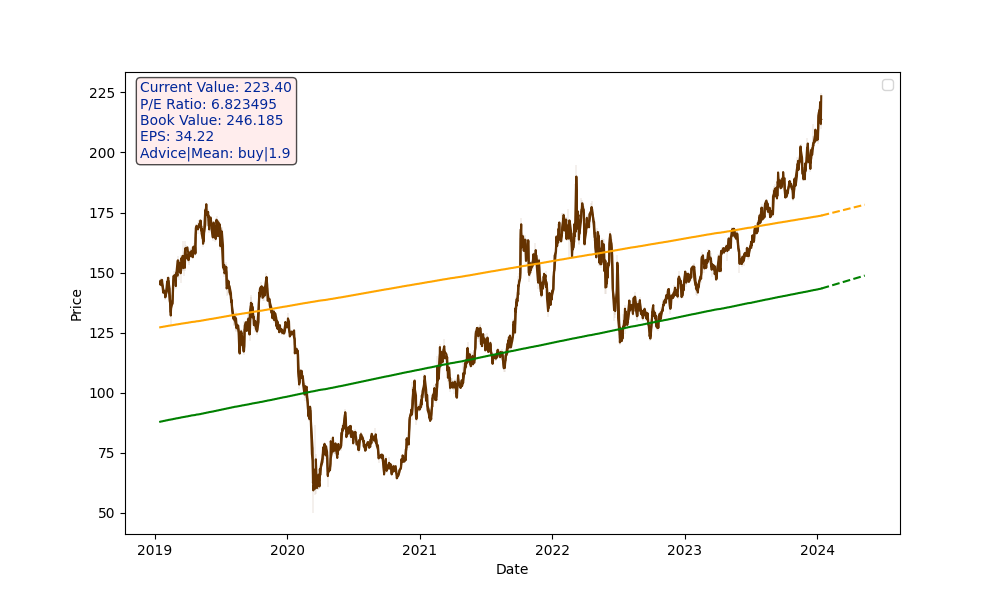 Current Value: 223.40
P/E Ratio: 6.823495
Book Value: 246.185
EPS: 34.22
Advice|Mean: buy|1.9
Price
225
200
175
150
125
100
75
50
2019 2020 2021 2022 2023 2024
Date